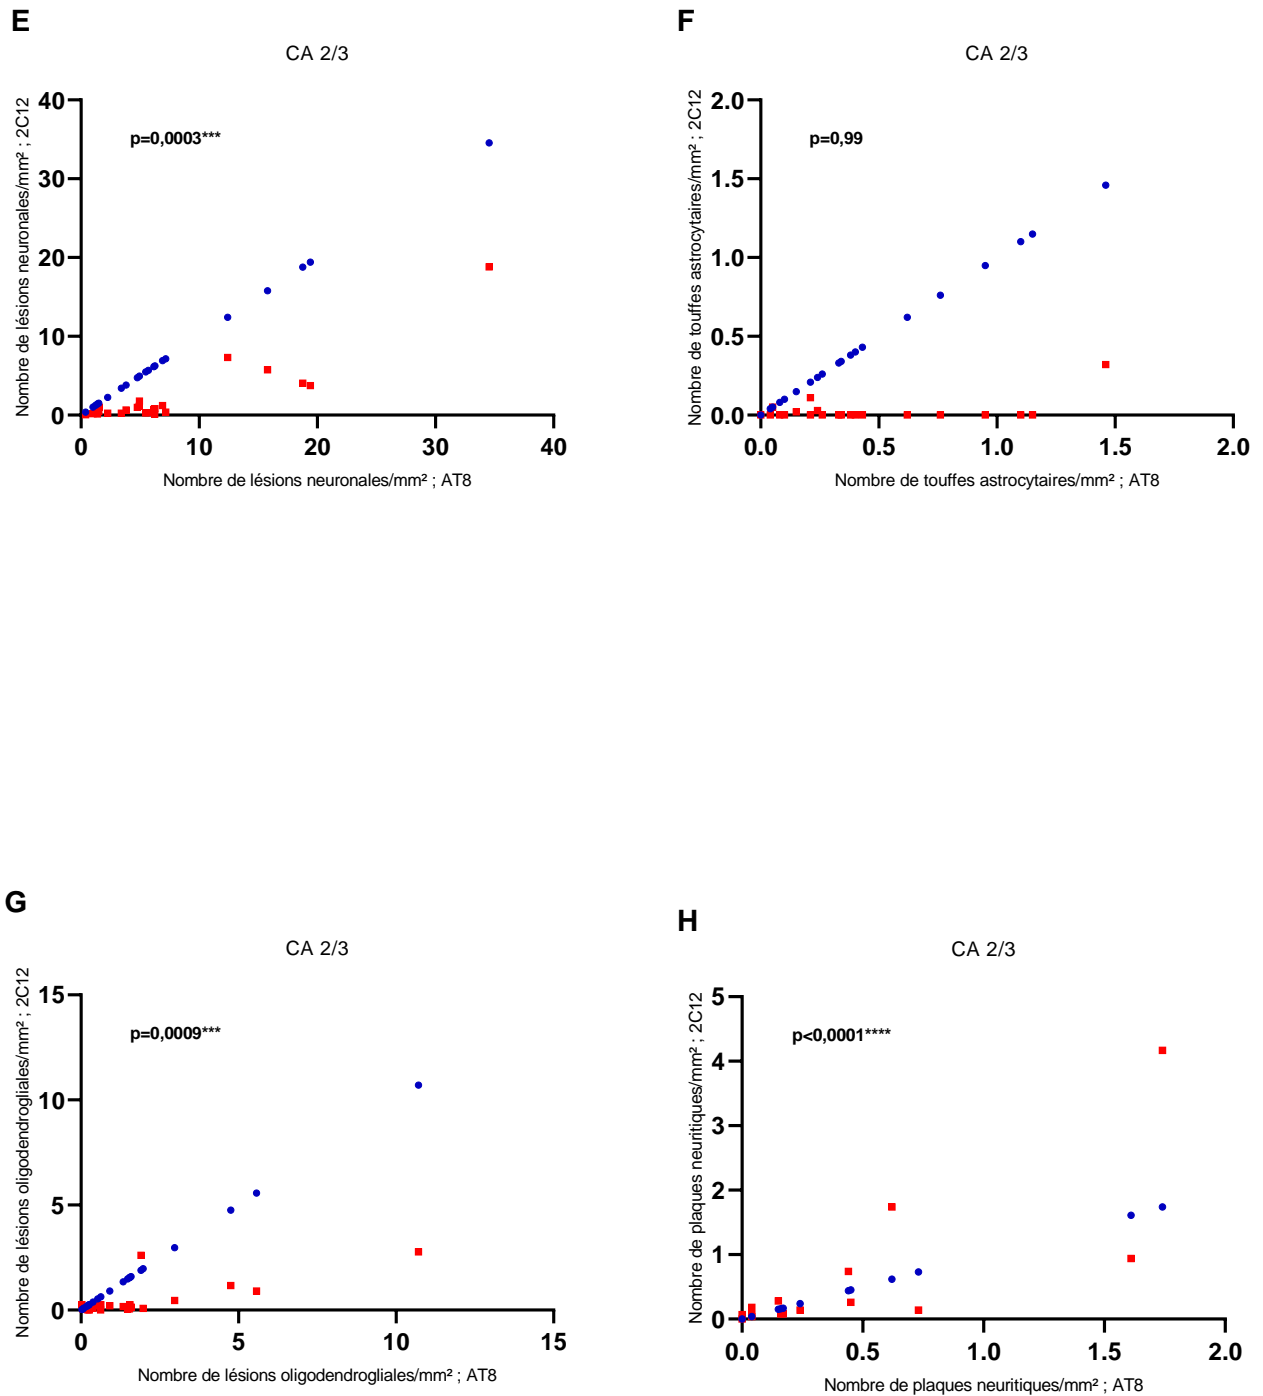 E
CA 2/3
Nombre de lésions neuronales/mm² ; 2C12
p=0,0003***
40
30
20
10
0
0 10 20 30 40
Nombre de lésions neuronales/mm² ; AT8
F
CA 2/3
Nombre de touffes astrocytaires/mm² ; 2C12
p=0,99
2.0
1.5
1.0
0.5
0.0
0.0 0.5 1.0 1.5 2.0
Nombre de touffes astrocytaires/mm² ; AT8
G
CA 2/3
Nombre de lésions oligodendrogliales/mm² ; 2C12
p=0,0009***
15
10
5
0
0 5 10 15
Nombre de lésions oligodendrogliales/mm² ; AT8
H
CA 2/3
Nombre de plaques neuritiques/mm² ; 2C12
p<0,0001****
5
4
3
2
1
0
0.0 0.5 1.0 1.5 2.0
Nombre de plaques neuritiques/mm² ; AT8